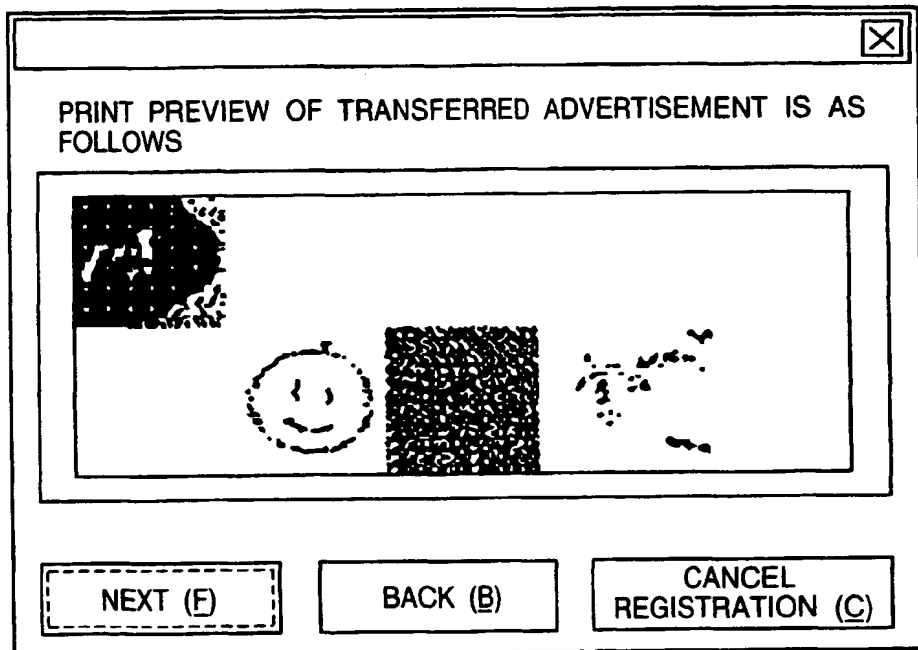 PRINT PREVIEW OF TRANSFERRED ADVERTISEMENT IS AS
FOLLOWS
NEXT (F)
BACK (B)
CANCEL
REGISTRATION (C)